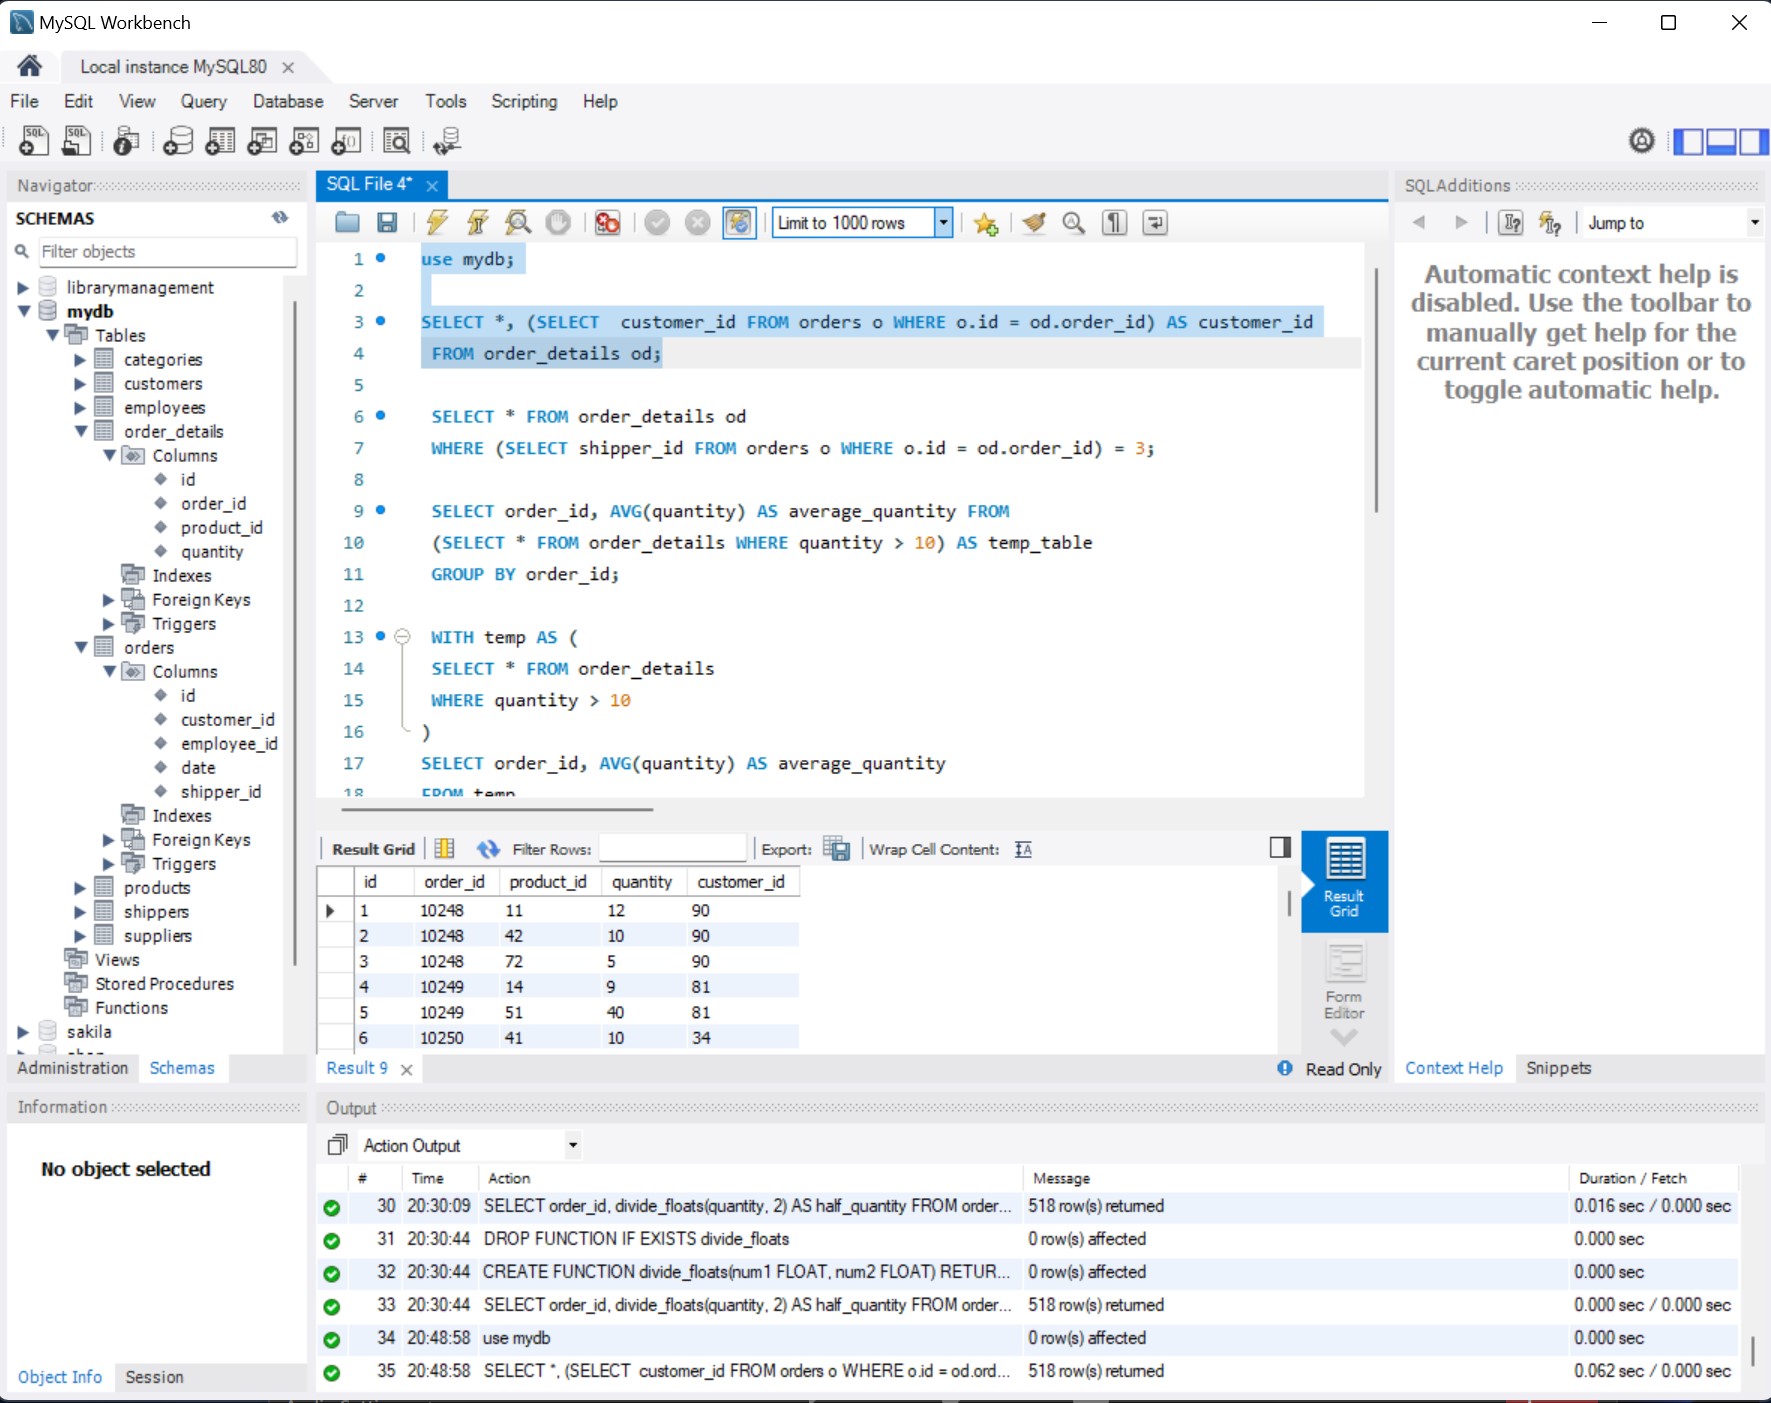 MySQL Workbench
Local instance MySQL80
File Edit View Query Database Server Tools Scripting Help
Navigator
SCHEMAS
Filter objects
librarymanagement
mydb
Tables
categories
customers
employees
order_details
Columns
id
order_id
product_id
quantity
Indexes
Foreign Keys
Triggers
orders
Columns
id
customer_id
employee_id
date
shipper_id
Indexes
Foreign Keys
Triggers
products
shippers
suppliers
Views
Stored Procedures
Functions
sakila
Administration Schemas
Information
No object selected
Object Info Session
SQL File 4*
Limit to 1000 rows
1 use mydb;
2
3 SELECT *, (SELECT  customer_id FROM orders o WHERE o.id = od.order_id) AS customer_id
4 FROM order_details od;
5
6 SELECT * FROM order_details od
7 WHERE (SELECT shipper_id FROM orders o WHERE o.id = od.order_id) = 3;
8
9 SELECT order_id, AVG(quantity) AS average_quantity FROM
10 (SELECT * FROM order_details WHERE quantity > 10) AS temp_table
11 GROUP BY order_id;
12
13 WITH temp AS (
14 SELECT * FROM order_details
15 WHERE quantity > 10
16 )
17 SELECT order_id, AVG(quantity) AS average_quantity
18 FROM temp
Result Grid Filter Rows: Export: Wrap Cell Content:
id order_id product_id quantity customer_id
1 10248 11 12 90
2 10248 42 10 90
3 10248 72 5 90
4 10249 14 9 81
5 10249 51 40 81
6 10250 41 10 34
Result
Grid
Form
Editor
Result 9
Read Only
SQLAdditions
Jump to
Automatic context help is
disabled. Use the toolbar to
manually get help for the
current caret position or to
toggle automatic help.
Context Help Snippets
Output
Action Output
# Time Action Message Duration / Fetch
30 20:30:09 SELECT order_id, divide_floats(quantity, 2) AS half_quantity FROM order... 518 row(s) returned 0.016 sec / 0.000 sec
31 20:30:44 DROP FUNCTION IF EXISTS divide_floats 0 row(s) affected 0.000 sec
32 20:30:44 CREATE FUNCTION divide_floats(num1 FLOAT, num2 FLOAT) RETUR... 0 row(s) affected 0.000 sec
33 20:30:44 SELECT order_id, divide_floats(quantity, 2) AS half_quantity FROM order... 518 row(s) returned 0.000 sec / 0.000 sec
34 20:48:58 use mydb 0 row(s) affected 0.000 sec
35 20:48:58 SELECT *, (SELECT  customer_id FROM orders o WHERE o.id = od.ord... 518 row(s) returned 0.062 sec / 0.000 sec